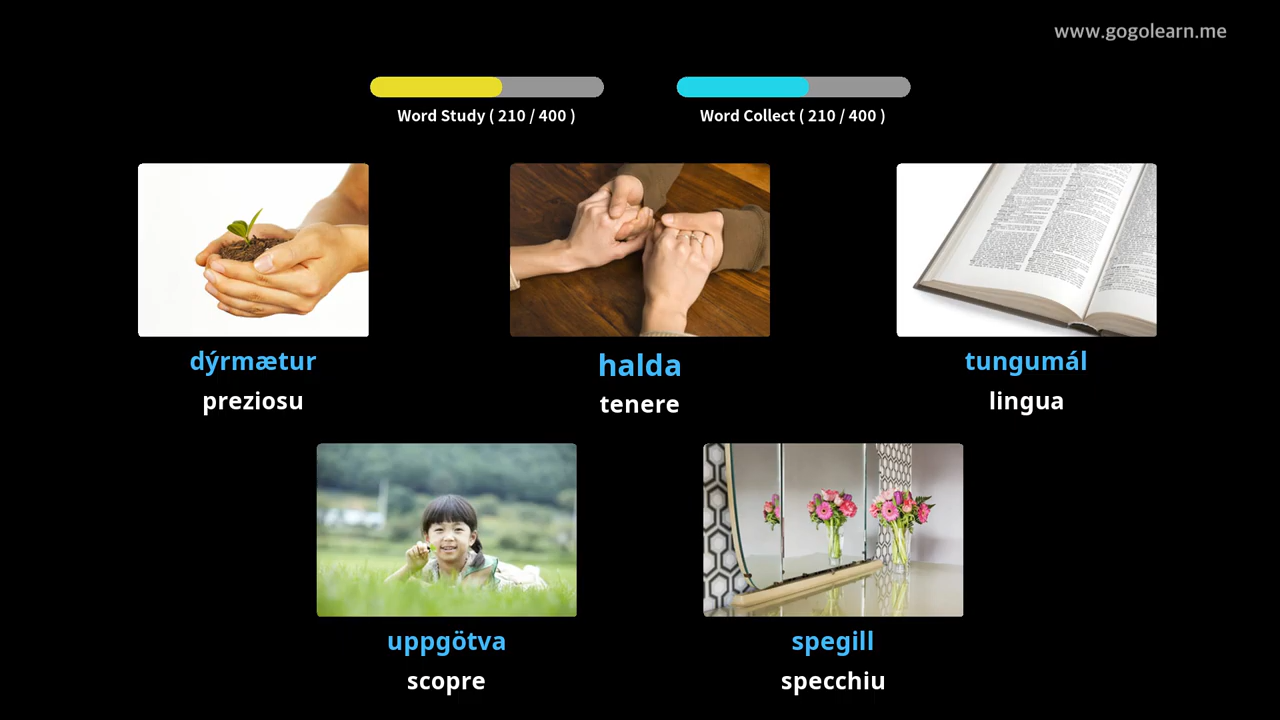 www.gogolearn.me
Word Study ( 210 / 400 )
Word Collect ( 210 / 400 )
dýrmætur
preziosu
halda
tenere
tungumál
lingua
uppgötva
scopre
spegill
specchiu